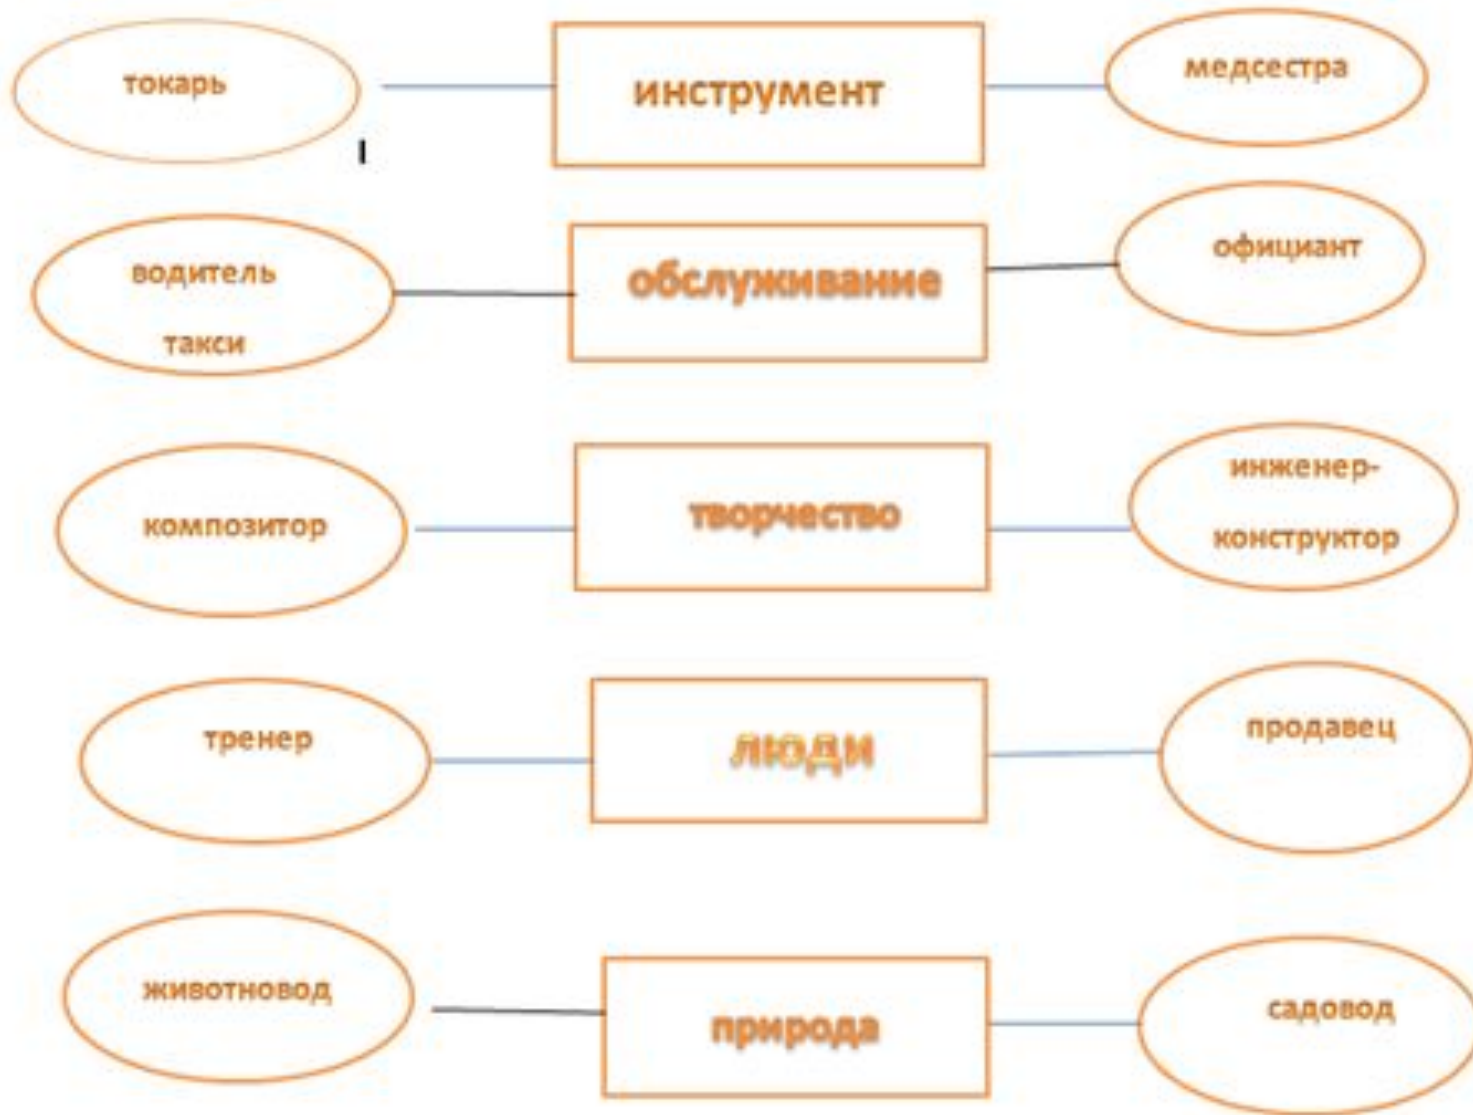 токарь
инструмент
медсестра
водитель
такси
обслуживание
официант
композитор
творчество
инженер-
конструктор
тренер
люди
продавец
животновод
природа
садовод